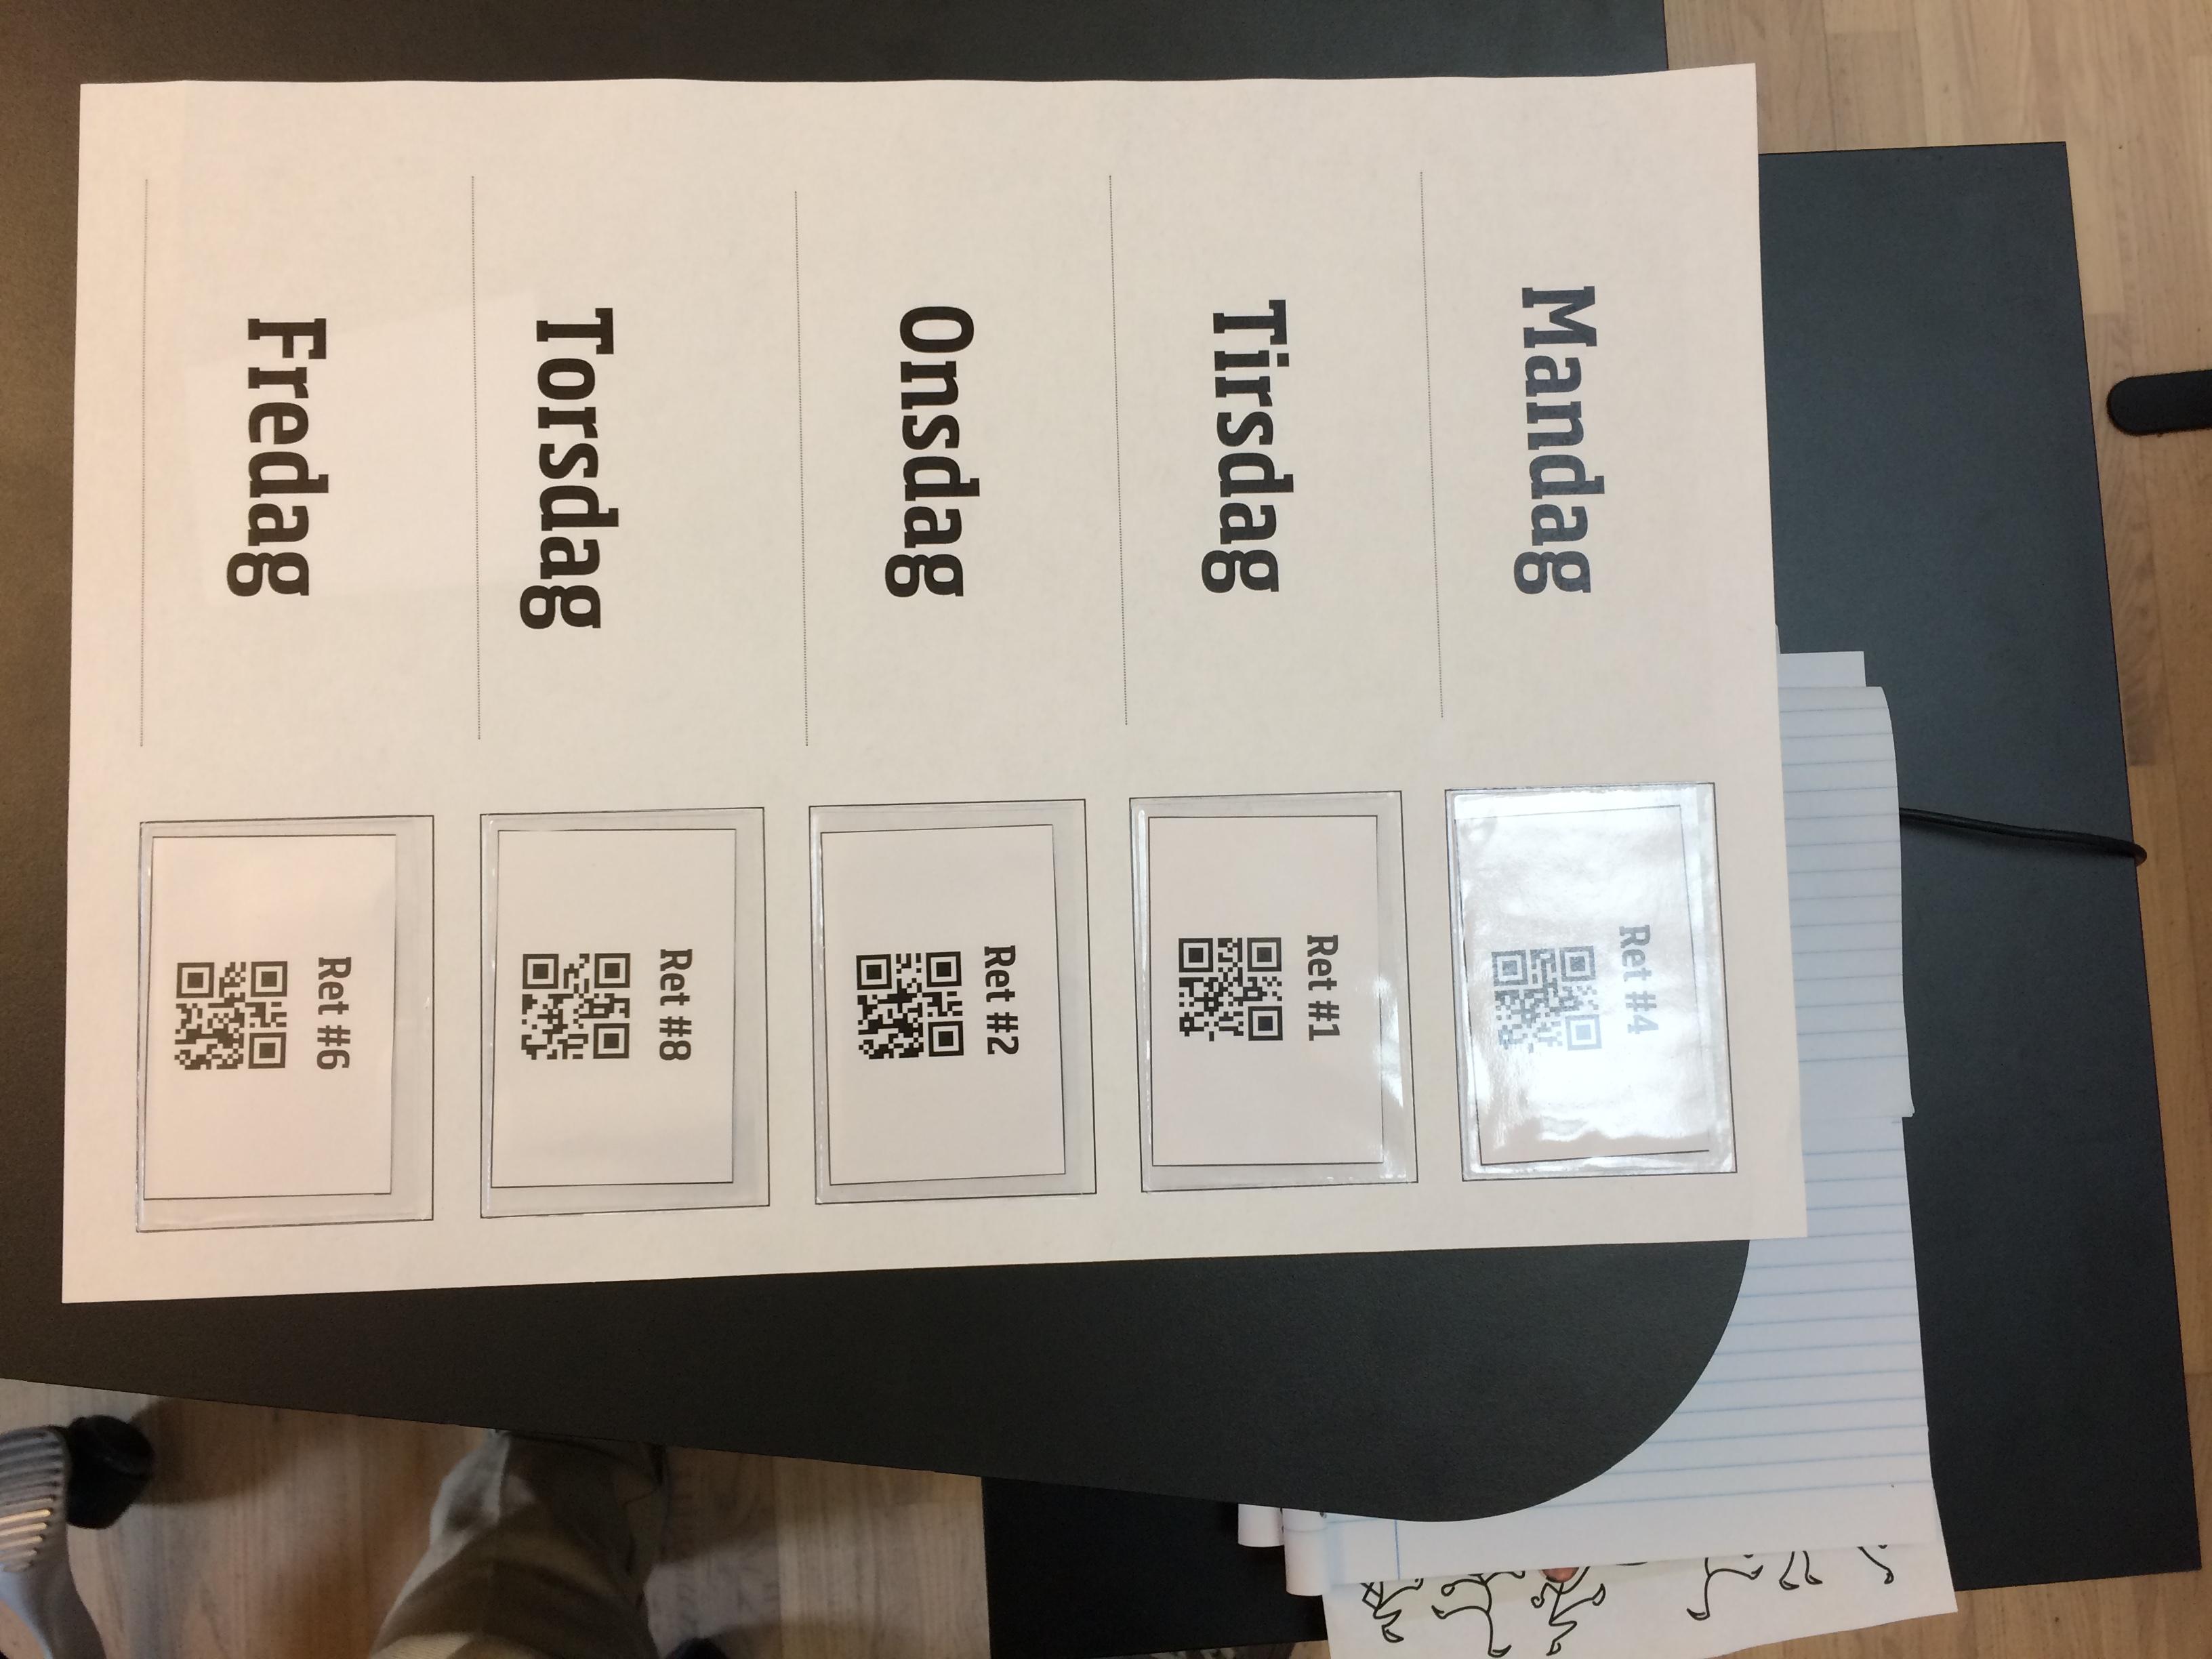 Mandag
Ret #4
Tirsdag
Ret #1
Onsdag
Ret #2
Torsdag
Ret #8
Fredag
Ret #6